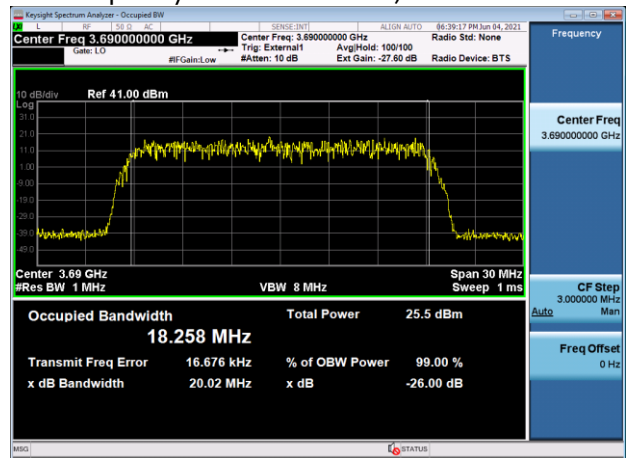 Keysight Spectrum Analyzer - Occupied BW
L RF 50 Ω AC SENSE:INT ALIGN AUTO 06:39:17 PM Jun 04, 2021
Center Freq 3.690000000 GHz
Gate: LO
#IFGain:Low
Center Freq: 3.690000000 GHz
Trig: External1 Avg|Hold: 100/100
#Atten: 10 dB Ext Gain: -27.60 dB
Radio Std: None
Radio Device: BTS
Frequency
10 dB/div Ref 41.00 dBm
Log
31.0
21.0
11.0
1.00
-9.00
-19.0
-29.0
-39.0
-49.0
Center Freq
3.690000000 GHz
Center 3.69 GHz Span 30 MHz
#Res BW 1 MHz VBW 8 MHz Sweep 1 ms
CF Step
3.000000 MHz
Auto Man
Occupied Bandwidth Total Power 25.5 dBm
18.258 MHz
Transmit Freq Error 16.676 kHz % of OBW Power 99.00 %
x dB Bandwidth 20.02 MHz x dB -26.00 dB
Freq Offset
0 Hz
MSG STATUS